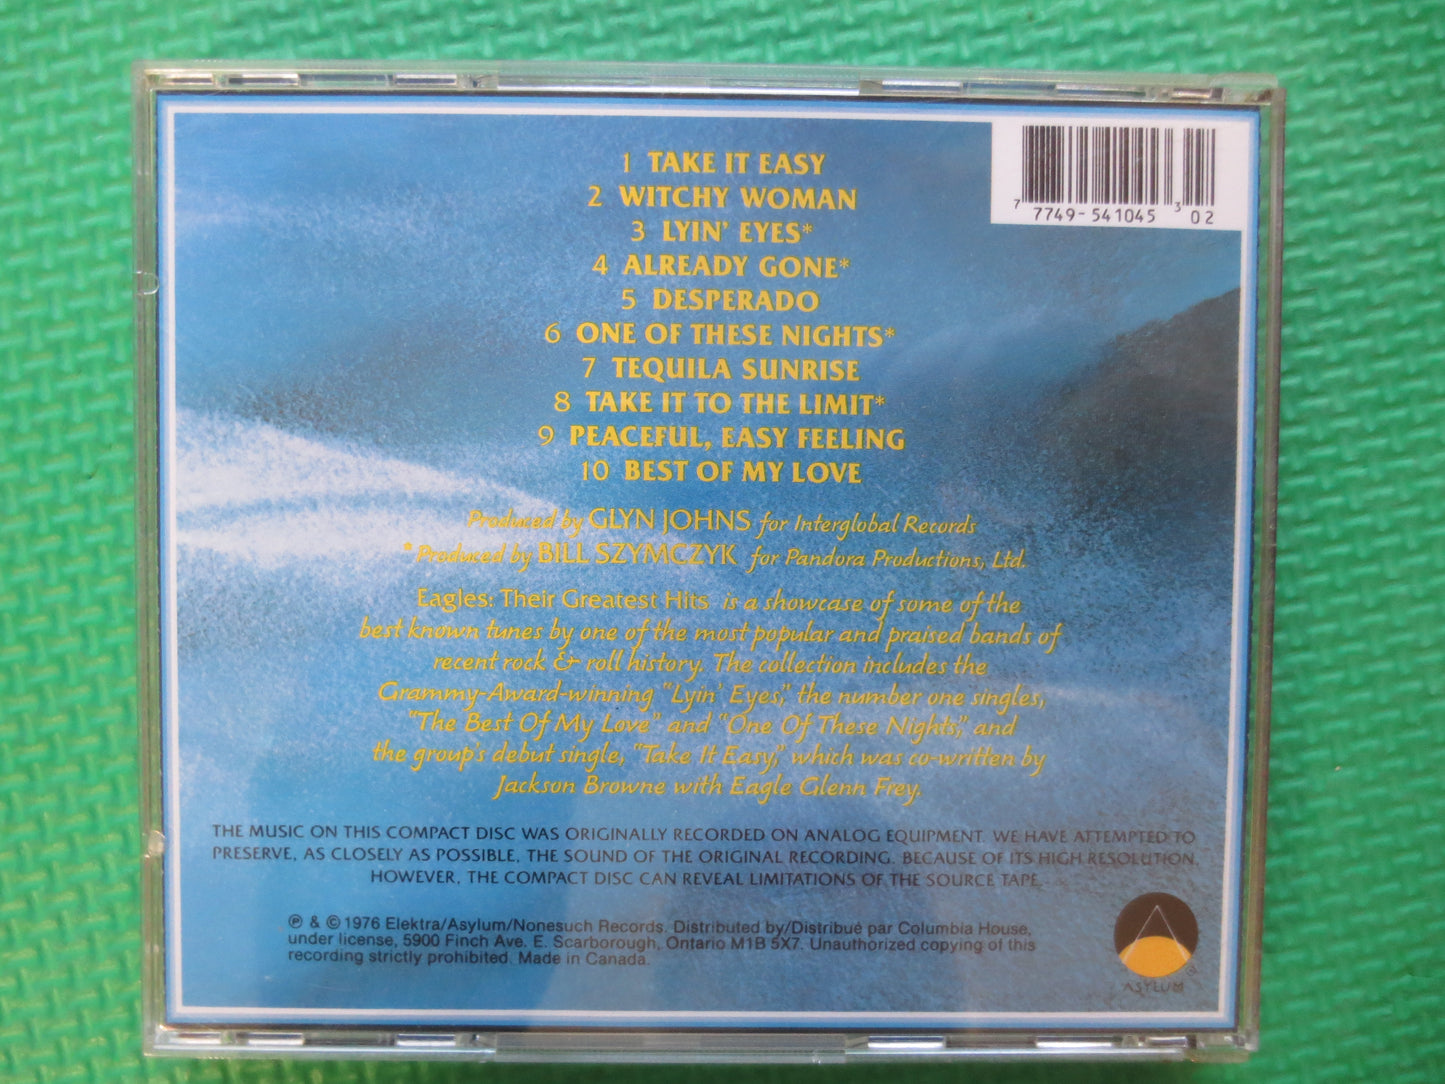 1 TAKE IT EASY
2 WITCHY WOMAN
3 LYIN' EYES*
4 ALREADY GONE*
5 DESPERADO
6 ONE OF THESE NIGHTS*
7 TEQUILA SUNRISE
8 TAKE IT TO THE LIMIT*
9 PEACEFUL, EASY FEELING
10 BEST OF MY LOVE
7 7749-541045 3 02
Produced by GLYN JOHNS for Interglobal Records
* Produced by BILL SZYMCZYK for Pandora Productions, Ltd.
Eagles: Their Greatest Hits is a showcase of some of the
best known tunes by one of the most popular and praised bands of
recent rock & roll history. The collection includes the
Grammy-Award-winning "Lyin' Eyes," the number one singles,
"The Best Of My Love" and "One Of These Nights," and
the group's debut single, "Take It Easy," which was co-written by
Jackson Browne with Eagle Glenn Frey.
THE MUSIC ON THIS COMPACT DISC WAS ORIGINALLY RECORDED ON ANALOG EQUIPMENT. WE HAVE ATTEMPTED TO
PRESERVE, AS CLOSELY AS POSSIBLE, THE SOUND OF THE ORIGINAL RECORDING. BECAUSE OF ITS HIGH RESOLUTION,
HOWEVER, THE COMPACT DISC CAN REVEAL LIMITATIONS OF THE SOURCE TAPE.
℗ & © 1976 Elektra/Asylum/Nonesuch Records. Distributed by/Distribué par Columbia House,
under license, 5900 Finch Ave. E. Scarborough, Ontario M1B 5X7. Unauthorized copying of this
recording strictly prohibited. Made in Canada.
ASYLUM